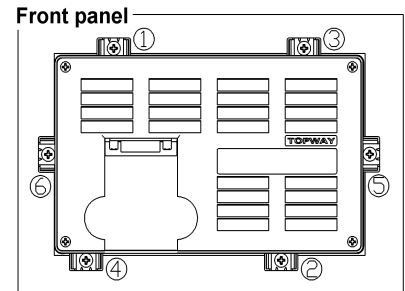 Front panel
① ③
TOPWAY
⑥ ⑤
④ ②